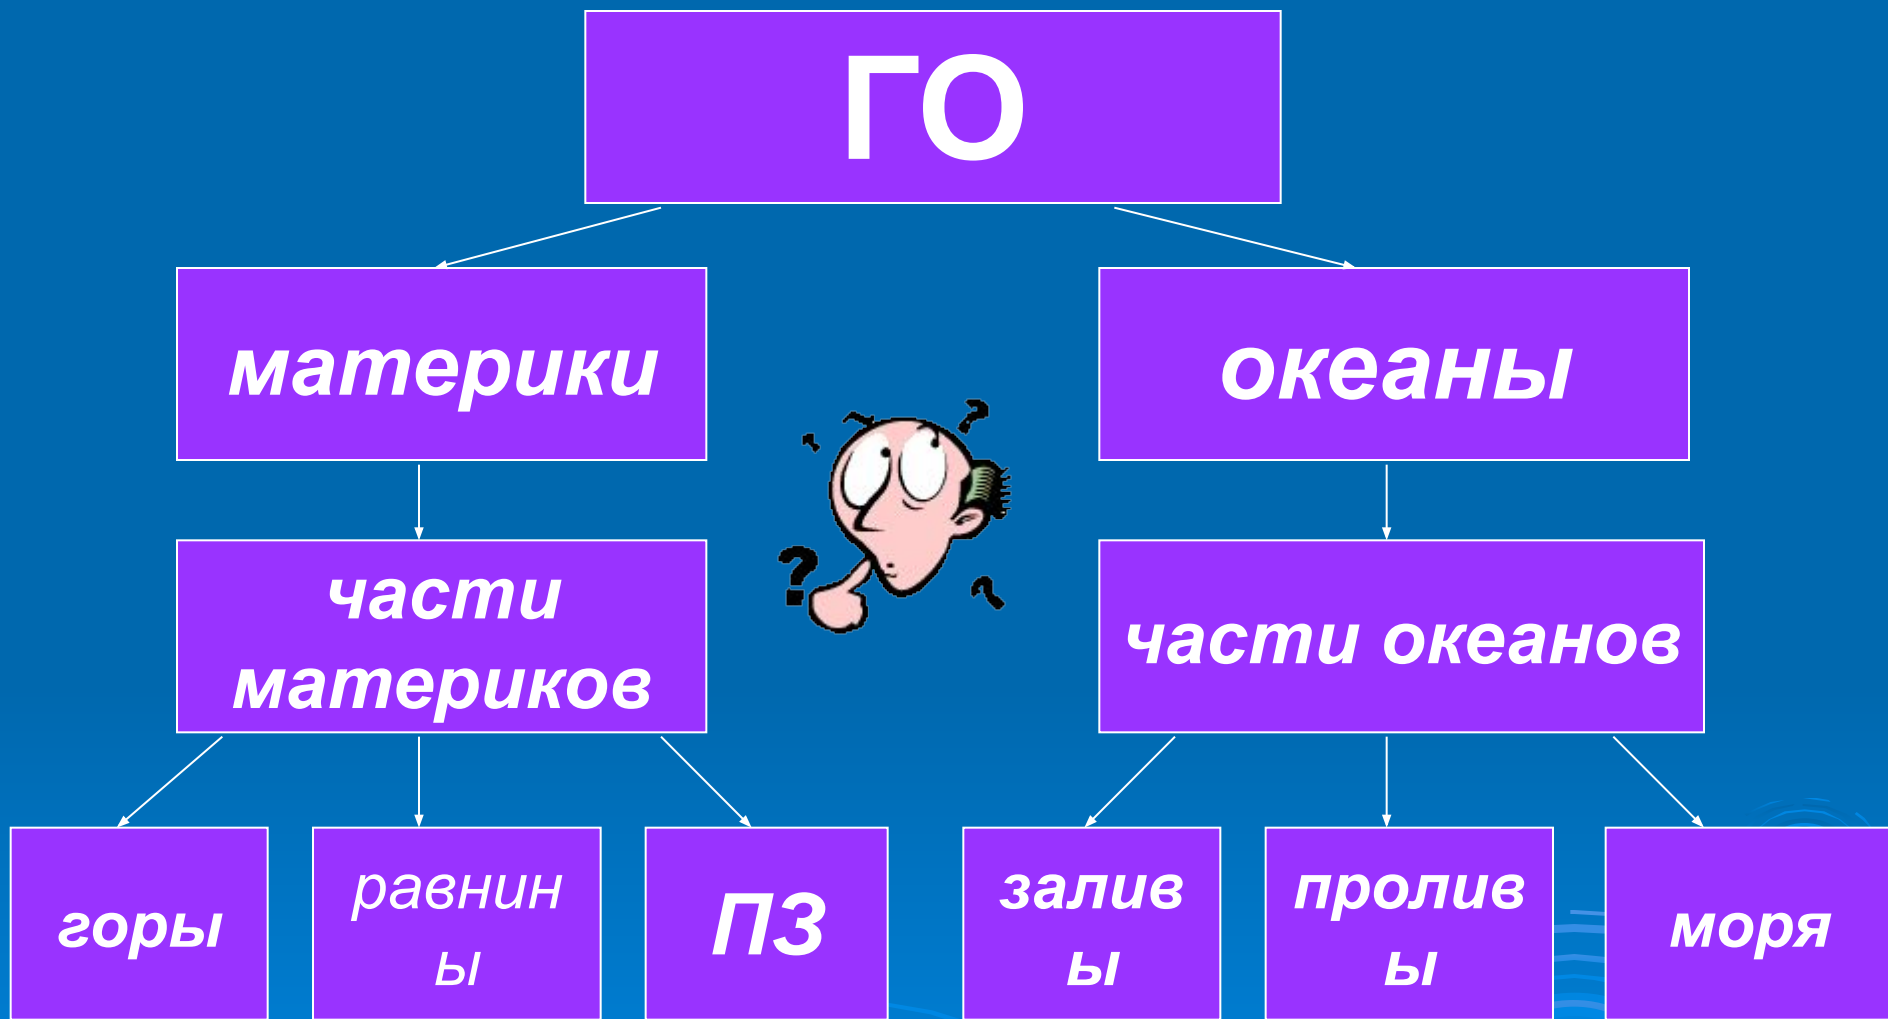 ГО
материки
океаны
части
материков
части океанов
горы
равнин
ы
ПЗ
залив
ы
пролив
ы
моря
?
?
?
?
?
?